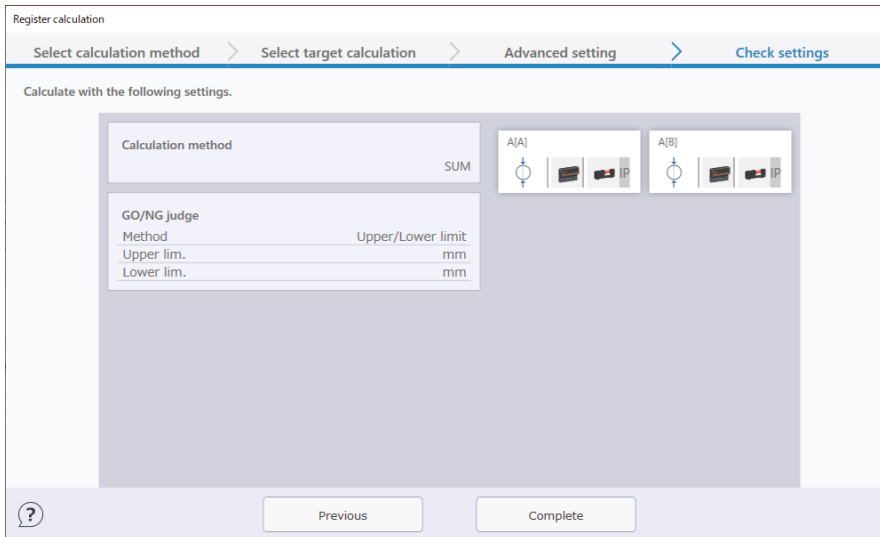 Register calculation
Select calculation method
Select target calculation
Advanced setting
Check settings
Calculate with the following settings.
Calculation method
SUM
GO/NG judge
Method Upper/Lower limit
Upper lim. mm
Lower lim. mm
A[A]
IP
A[B]
IP
?
Previous
Complete